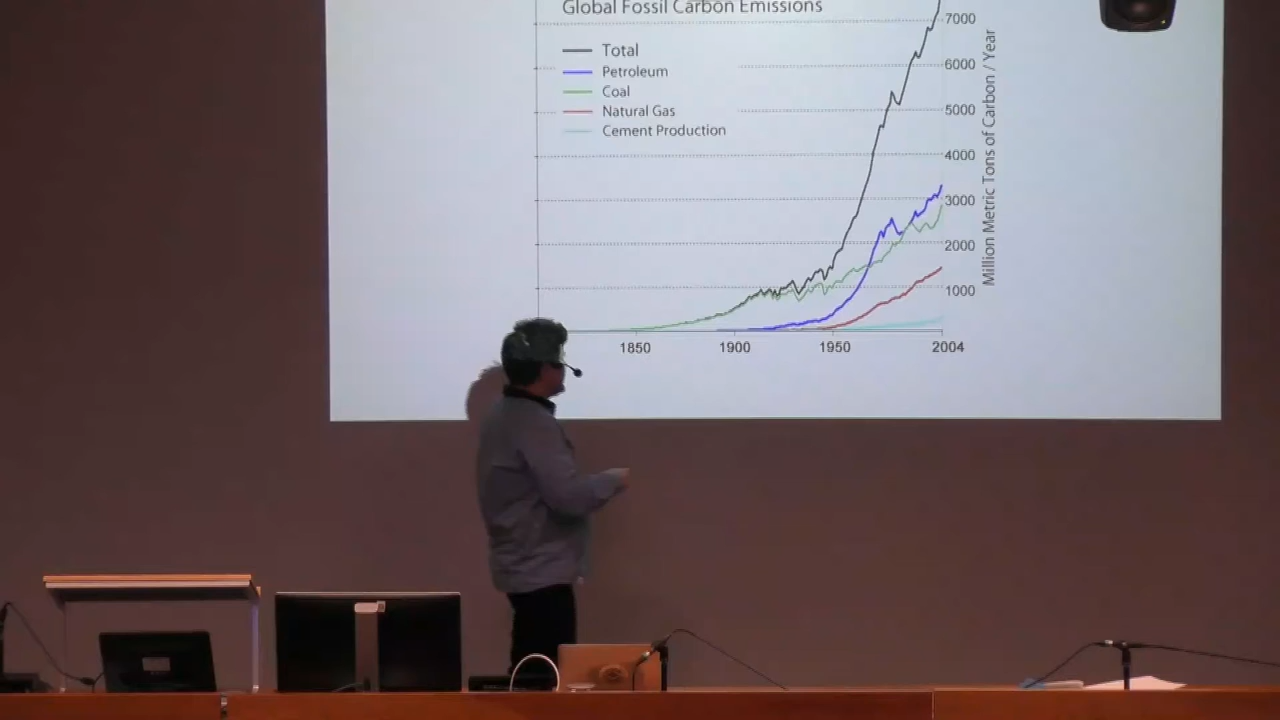 Global Fossil Carbon Emissions
Total
Petroleum
Coal
Natural Gas
Cement Production
7000
6000
5000
4000
3000
2000
1000
Million Metric Tons of Carbon / Year
1850
1900
1950
2004